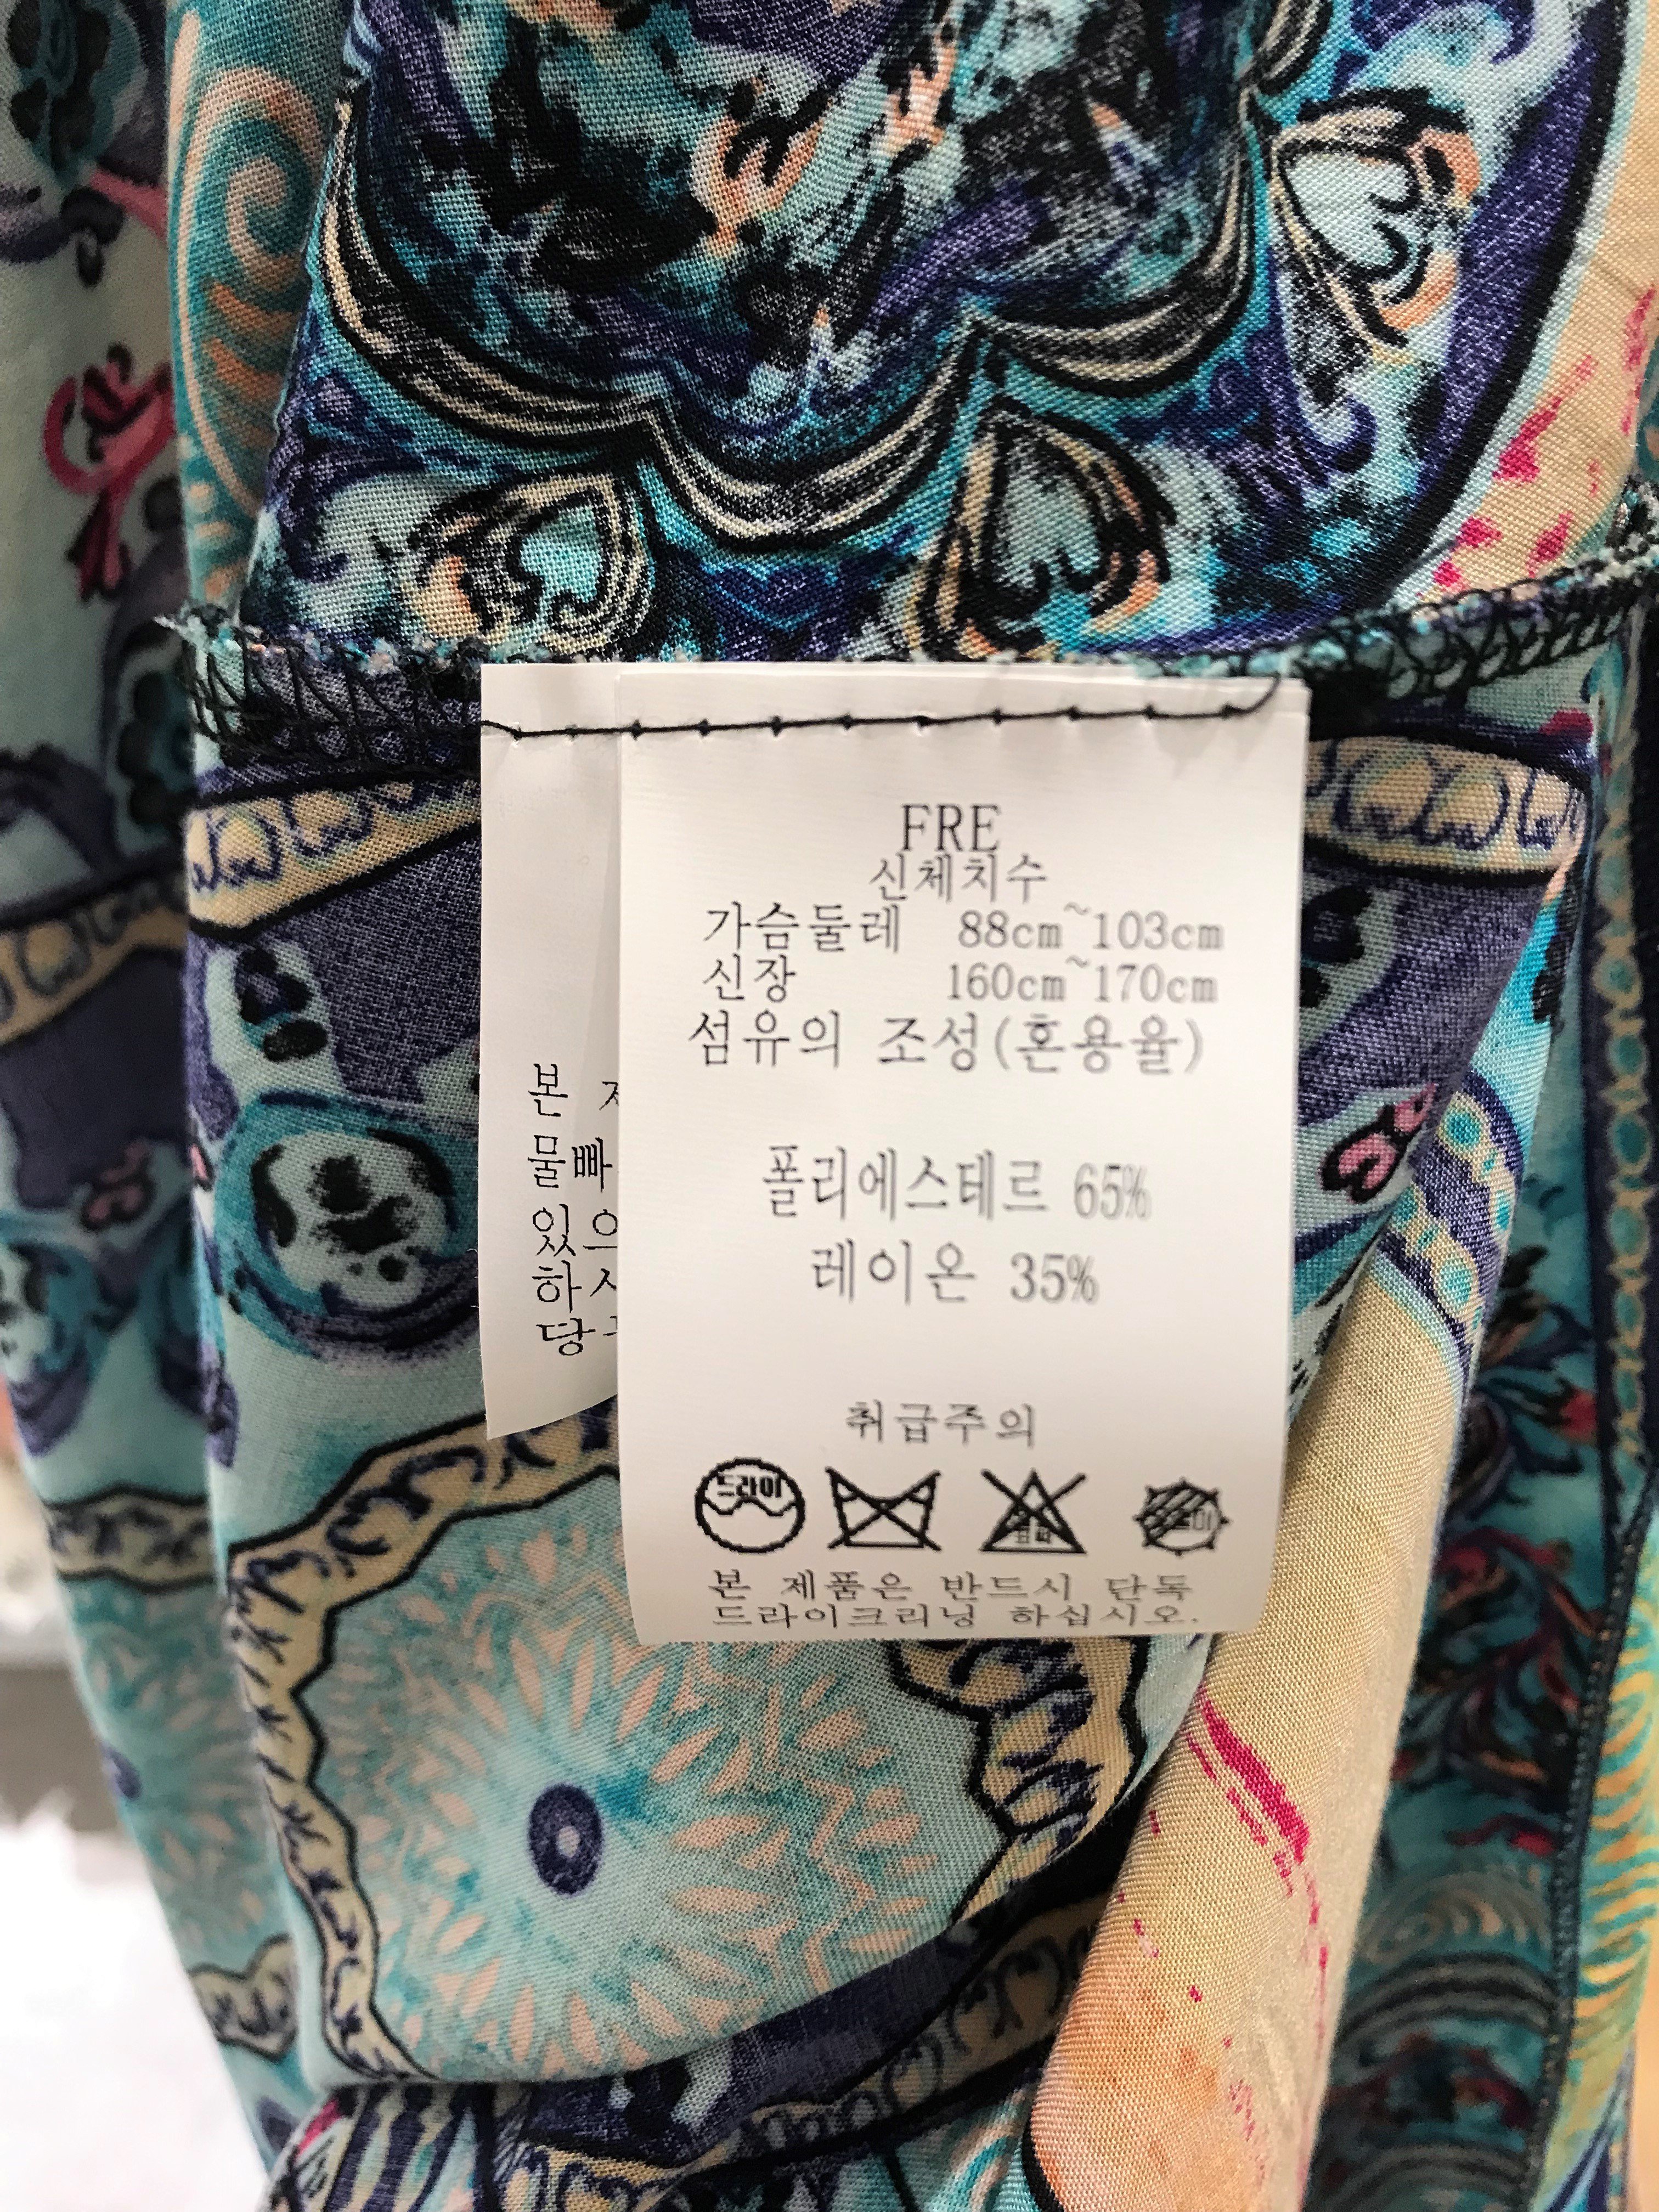 FRE
신체치수
가슴둘레 88cm~103cm
신장 160cm~170cm
섬유의 조성(혼용율)
폴리에스테르 65%
레이온 35%
취급주의
드라이
본 제품은 반드시 단독
드라이크리닝 하십시오.
본
물빠
있으
하
당